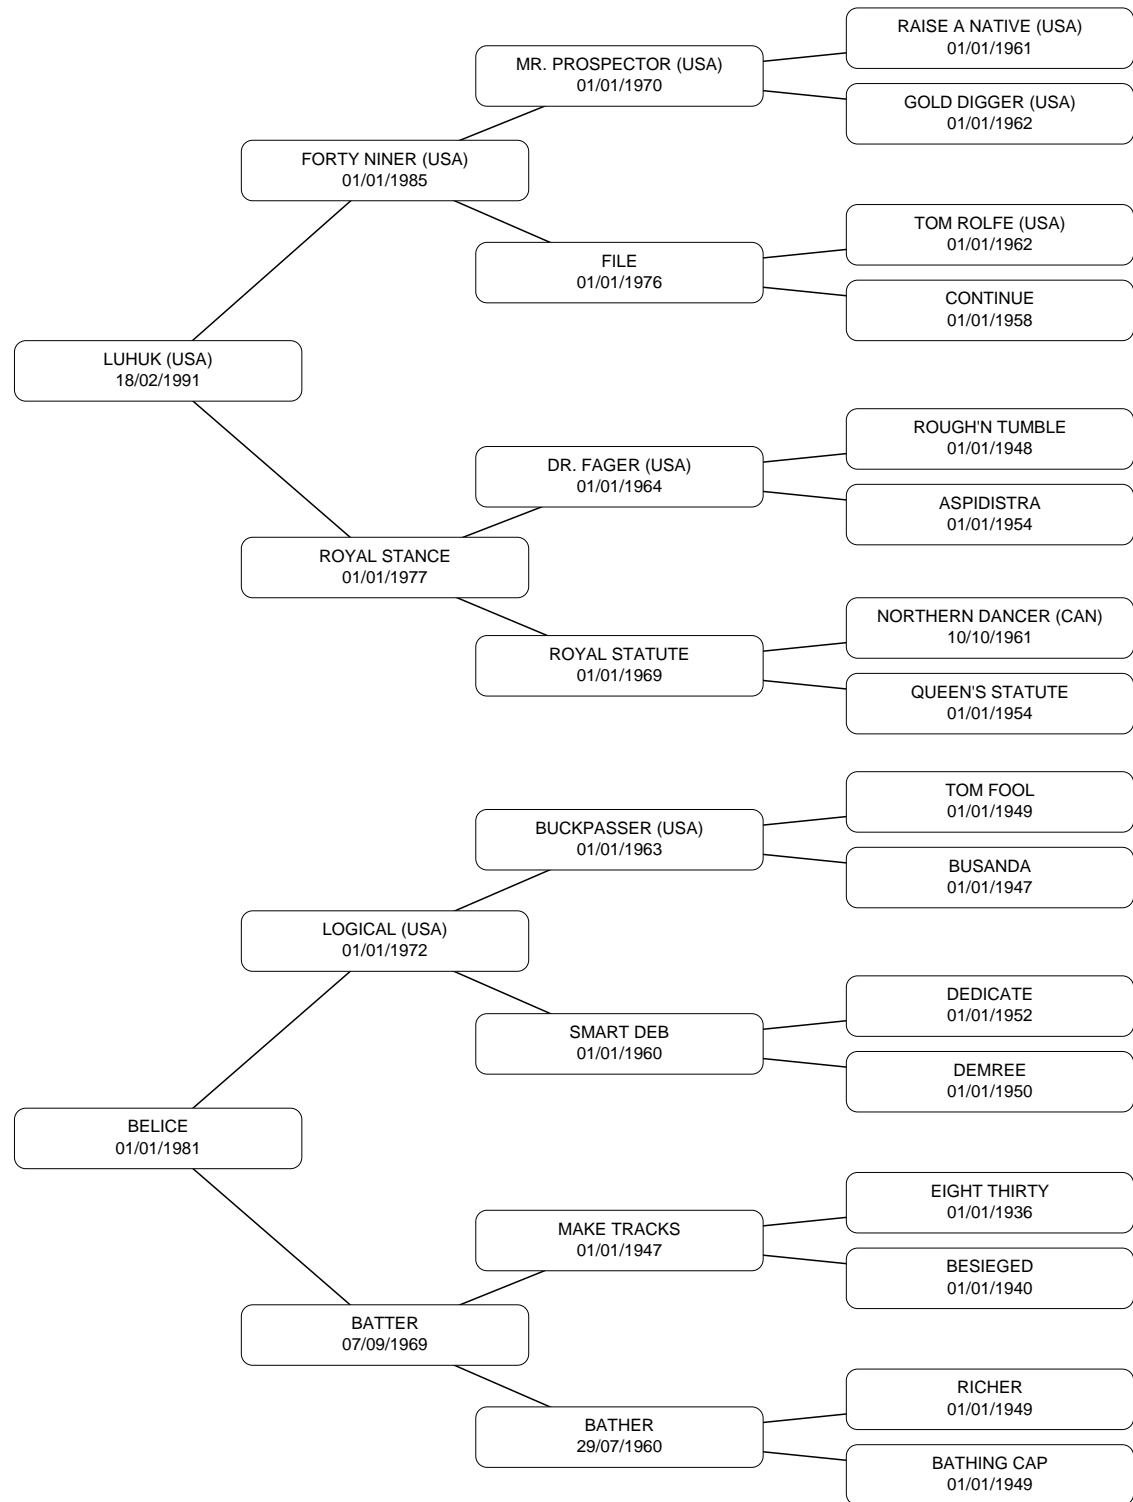 RAISE A NATIVE (USA)
01/01/1961
MR. PROSPECTOR (USA)
01/01/1970
GOLD DIGGER (USA)
01/01/1962
FORTY NINER (USA)
01/01/1985
TOM ROLFE (USA)
01/01/1962
FILE
01/01/1976
CONTINUE
01/01/1958
LUHUK (USA)
18/02/1991
ROUGH'N TUMBLE
01/01/1948
DR. FAGER (USA)
01/01/1964
ASPIDISTRA
01/01/1954
ROYAL STANCE
01/01/1977
NORTHERN DANCER (CAN)
10/10/1961
ROYAL STATUTE
01/01/1969
QUEEN'S STATUTE
01/01/1954
TOM FOOL
01/01/1949
BUCKPASSER (USA)
01/01/1963
BUSANDA
01/01/1947
LOGICAL (USA)
01/01/1972
DEDICATE
01/01/1952
SMART DEB
01/01/1960
DEMREE
01/01/1950
BELICE
01/01/1981
EIGHT THIRTY
01/01/1936
MAKE TRACKS
01/01/1947
BESIEGED
01/01/1940
BATTER
07/09/1969
RICHER
01/01/1949
BATHER
29/07/1960
BATHING CAP
01/01/1949